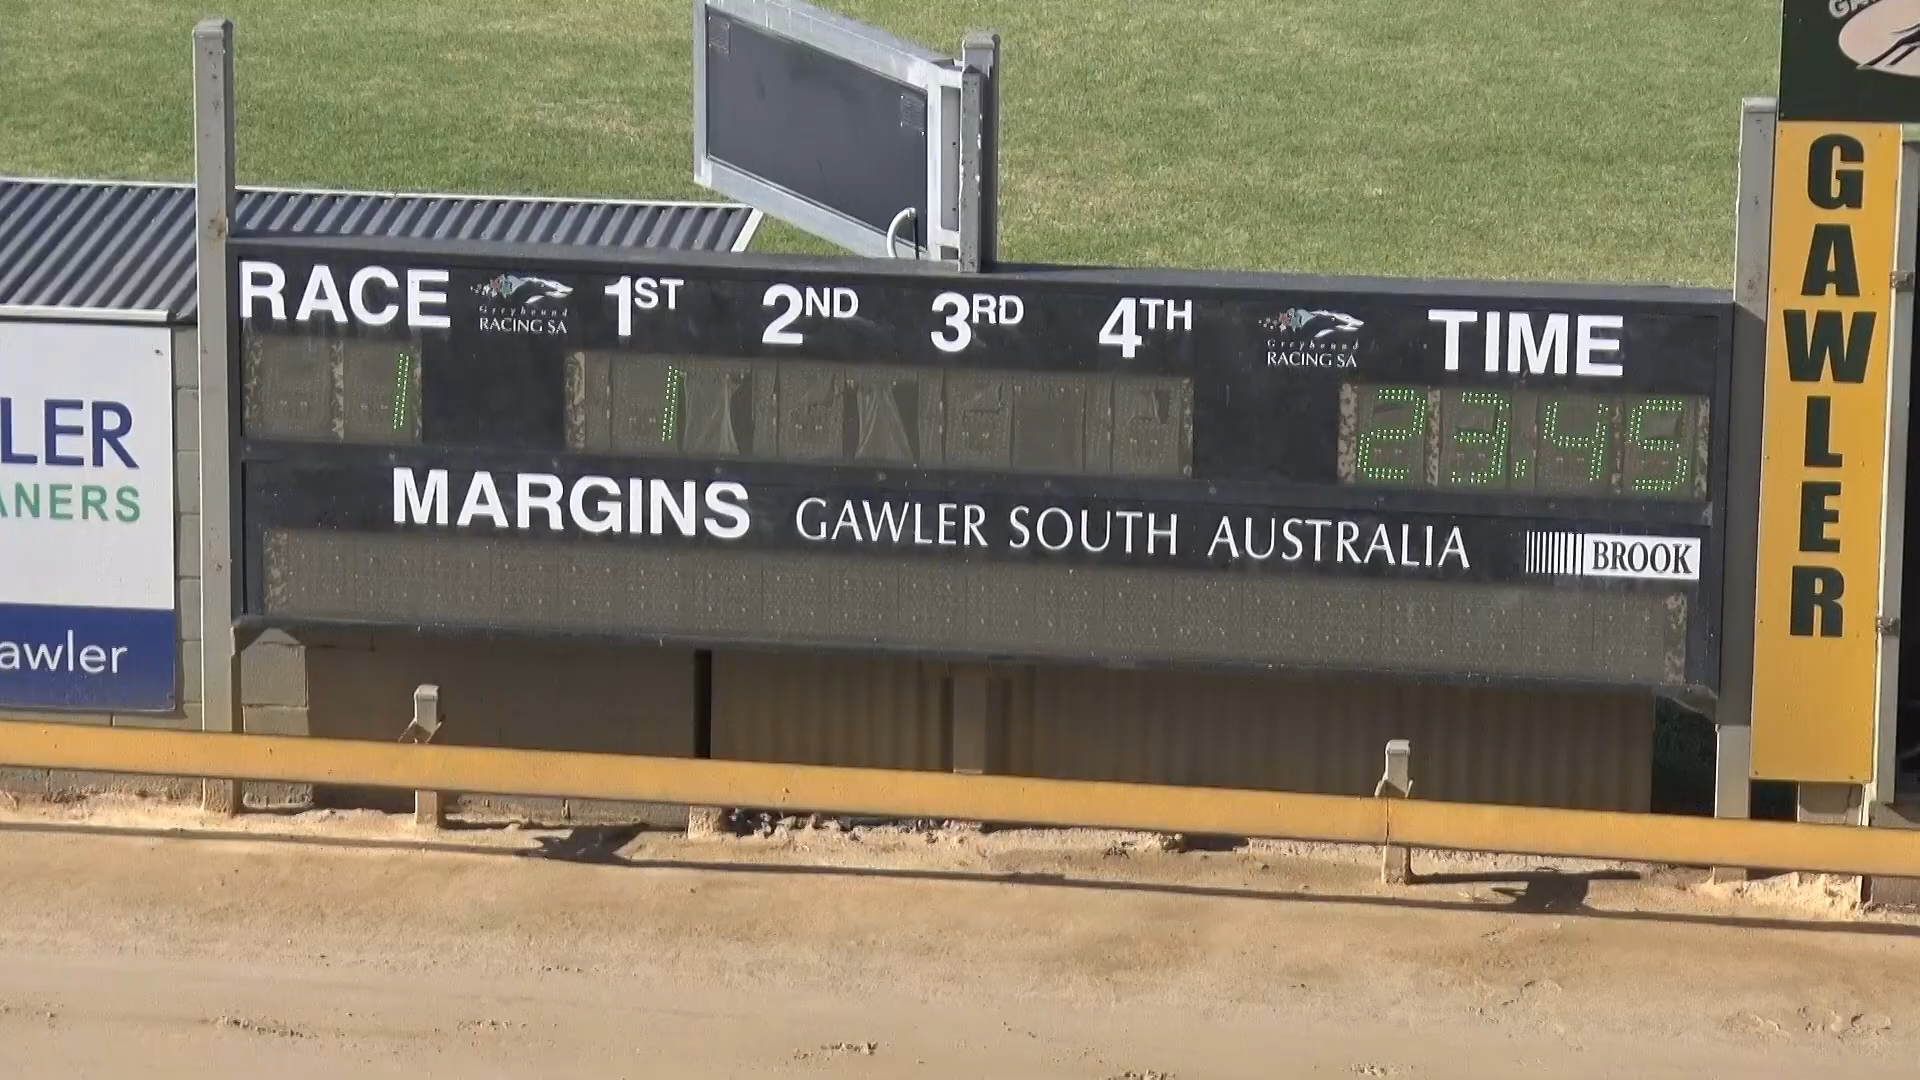 RACE 1ST 2ND 3RD 4TH TIME
Greyhound
RACING SA
Greyhound
RACING SA
1 1 23.45
MARGINS GAWLER SOUTH AUSTRALIA BROOK
LER
ANERS
awler
GAWLER